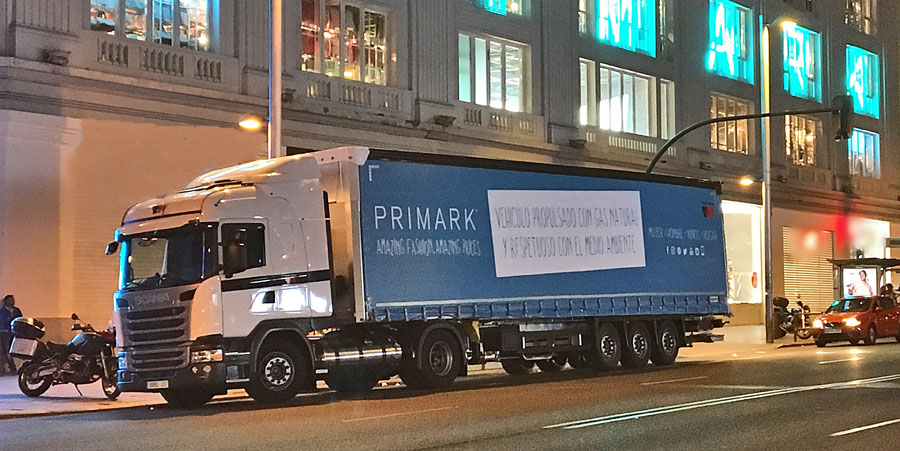 PRIMARK
AMAZING FASHION, AMAZING PRICES
VEHÍCULO PROPULSADO CON GAS NATURAL
Y RESPETUOSO CON EL MEDIO AMBIENTE
MUJER HOMBRE NIÑOS HOGAR
SCANIA